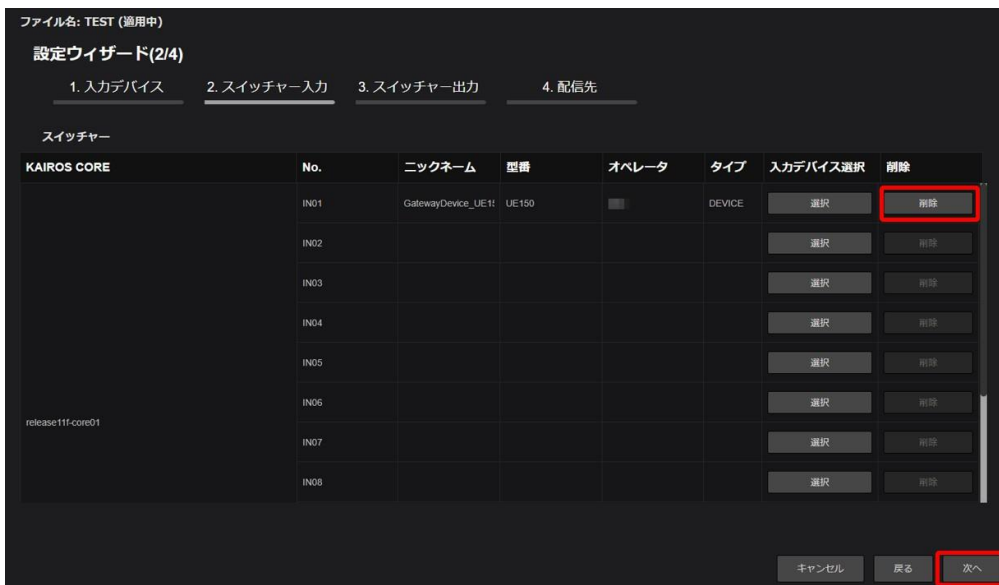 ファイル名: TEST (適用中)
設定ウィザード(2/4)
1. 入力デバイス 2. スイッチャー入力 3. スイッチャー出力 4. 配信先
スイッチャー
KAIROS CORE No. ニックネーム 型番 オペレータ タイプ 入力デバイス選択 削除
IN01 GatewayDevice_UE15 UE150 DEVICE 選択 削除
IN02 選択 削除
IN03 選択 削除
IN04 選択 削除
IN05 選択 削除
IN06 選択 削除
release11f-core01
IN07 選択 削除
IN08 選択 削除
キャンセル 戻る 次へ